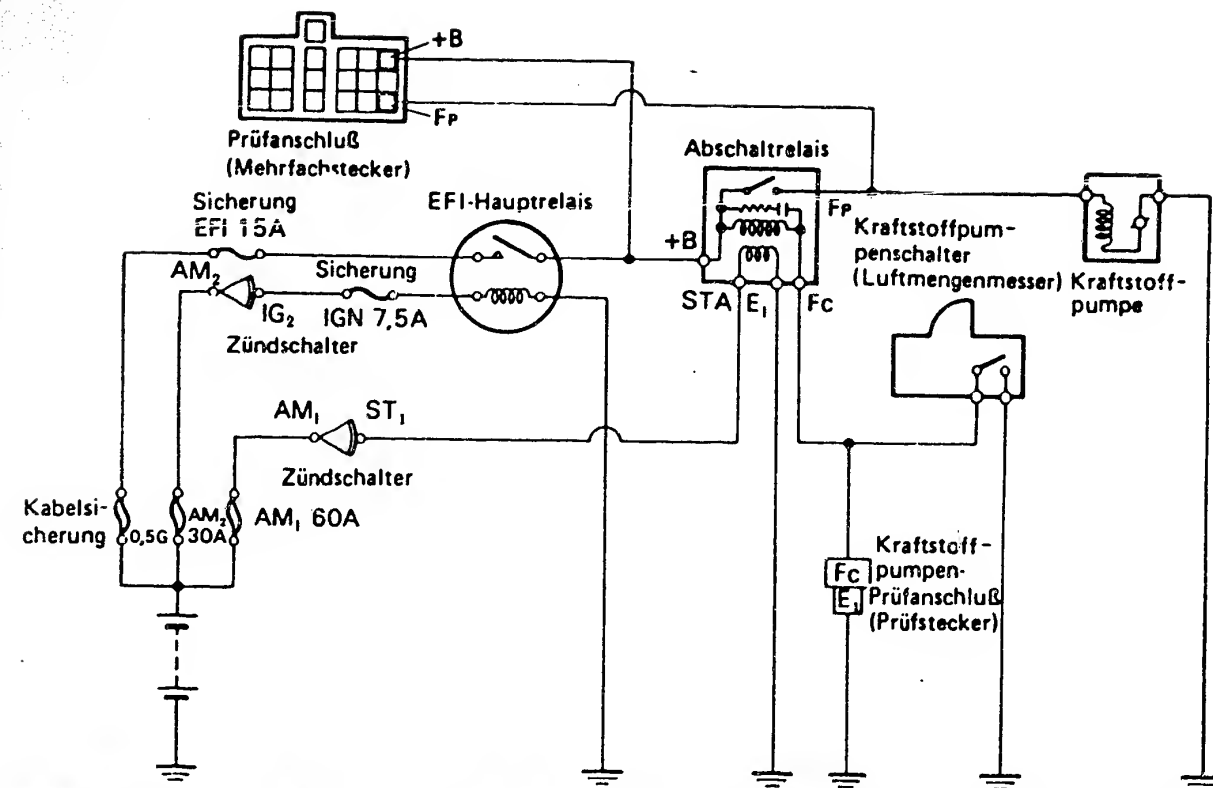 +B
FP
Prüfanschluß
(Mehrfachstecker)
Abschaltrelais
Sicherung
EFI 15A
EFI-Hauptrelais
FP
+B
Kraftstoffpum-
penschalter
(Luftmengenmesser)
Kraftstoff-
pumpe
AM2
Sicherung
IG2
IGN 7,5A
STA
E1
FC
Zündschalter
AM1
ST1
Zündschalter
Kabelsi-
cherung
0,5G
AM2
30A
AM1 60A
FC
E1
Kraftstoff-
pumpen-
Prüfanschluß
(Prüfstecker)